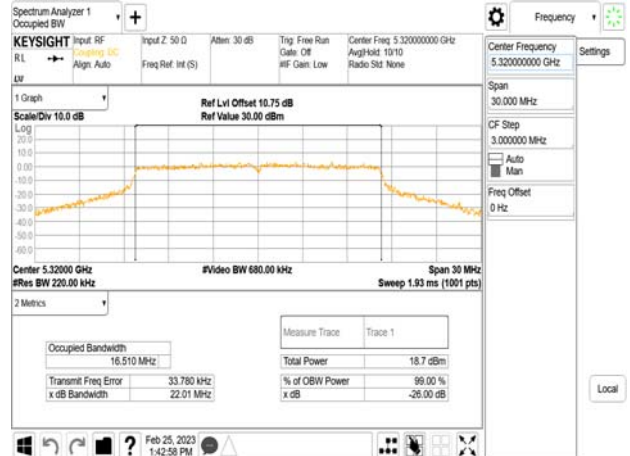 Spectrum Analyzer 1
Occupied BW
Frequency
KEYSIGHT
Input: RF
Coupling: DC
Align: Auto
Input Z: 50 Ω
Freq Ref: Int (S)
Atten: 30 dB
Trig: Free Run
Gate: Off
#IF Gain: Low
Center Freq: 5.320000000 GHz
Avg|Hold: 10/10
Radio Std: None
RL
LXI
Center Frequency
5.320000000 GHz
Settings
Span
30.000 MHz
CF Step
3.000000 MHz
Auto
Man
Freq Offset
0 Hz
1 Graph
Scale/Div 10.0 dB
Ref Lvl Offset 10.75 dB
Ref Value 30.00 dBm
Log
20.0
10.0
0.00
-10.0
-20.0
-30.0
-40.0
-50.0
-60.0
Center 5.32000 GHz
#Res BW 220.00 kHz
#Video BW 680.00 kHz
Span 30 MHz
Sweep 1.93 ms (1001 pts)
2 Metrics
Measure Trace Trace 1
Occupied Bandwidth
16.510 MHz
Total Power 18.7 dBm
Transmit Freq Error 33.780 kHz
% of OBW Power 99.00 %
x dB Bandwidth 22.01 MHz
x dB -26.00 dB
Local
?
Feb 25, 2023
1:42:58 PM